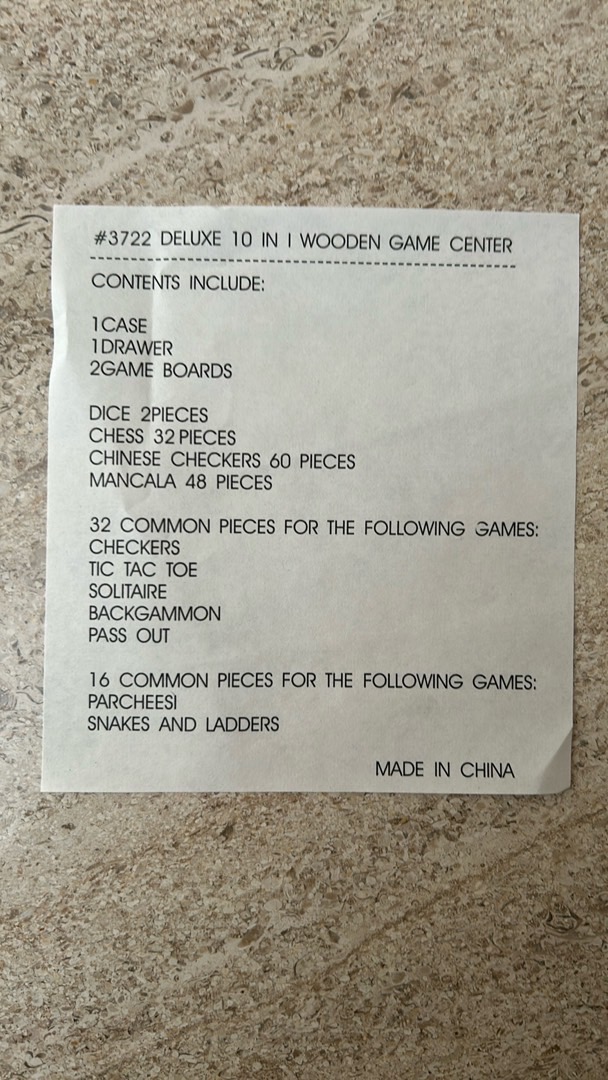 #3722 DELUXE 10 IN I WOODEN GAME CENTER
CONTENTS INCLUDE:
1CASE
1DRAWER
2GAME BOARDS
DICE 2PIECES
CHESS 32 PIECES
CHINESE CHECKERS 60 PIECES
MANCALA 48 PIECES
32 COMMON PIECES FOR THE FOLLOWING GAMES:
CHECKERS
TIC TAC TOE
SOLITAIRE
BACKGAMMON
PASS OUT
16 COMMON PIECES FOR THE FOLLOWING GAMES:
PARCHEESI
SNAKES AND LADDERS
MADE IN CHINA